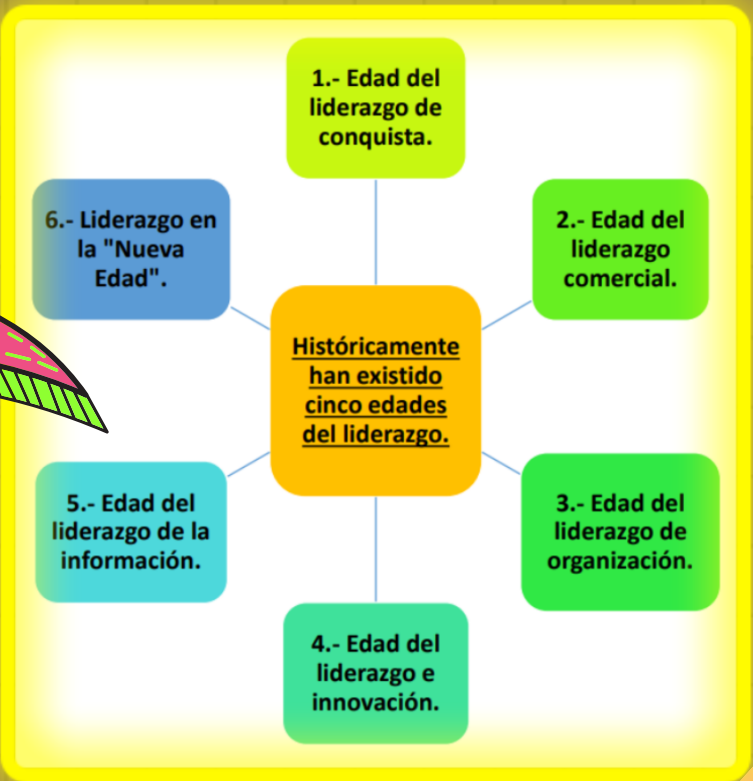 1.- Edad del
liderazgo de
conquista.
6.- Liderazgo en
la "Nueva
Edad".
2.- Edad del
liderazgo
comercial.
Históricamente
han existido
cinco edades
del liderazgo.
5.- Edad del
liderazgo de la
información.
3.- Edad del
liderazgo de
organización.
4.- Edad del
liderazgo e
innovación.